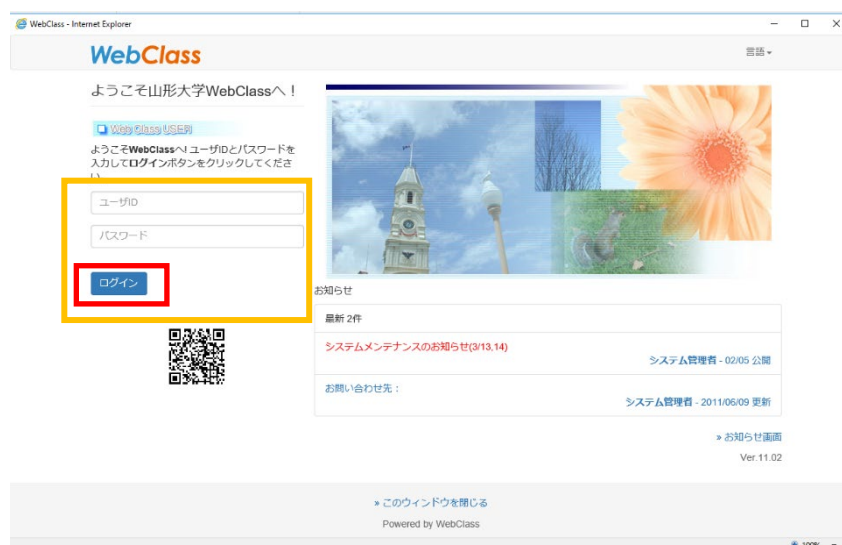 WebClass - Internet Explorer
WebClass
言語
ようこそ山形大学WebClassへ！
Web Class USER
ようこそWebClassへ! ユーザIDとパスワードを
入力してログインボタンをクリックしてくださ
い
ユーザID
パスワード
ログイン
お知らせ
最新 2件
システムメンテナンスのお知らせ(3/13,14)
システム管理者 - 02/05 公開
お問い合わせ先：
システム管理者 - 2011/06/09 更新
» お知らせ画面
Ver.11.02
» このウィンドウを閉じる
Powered by WebClass
100%